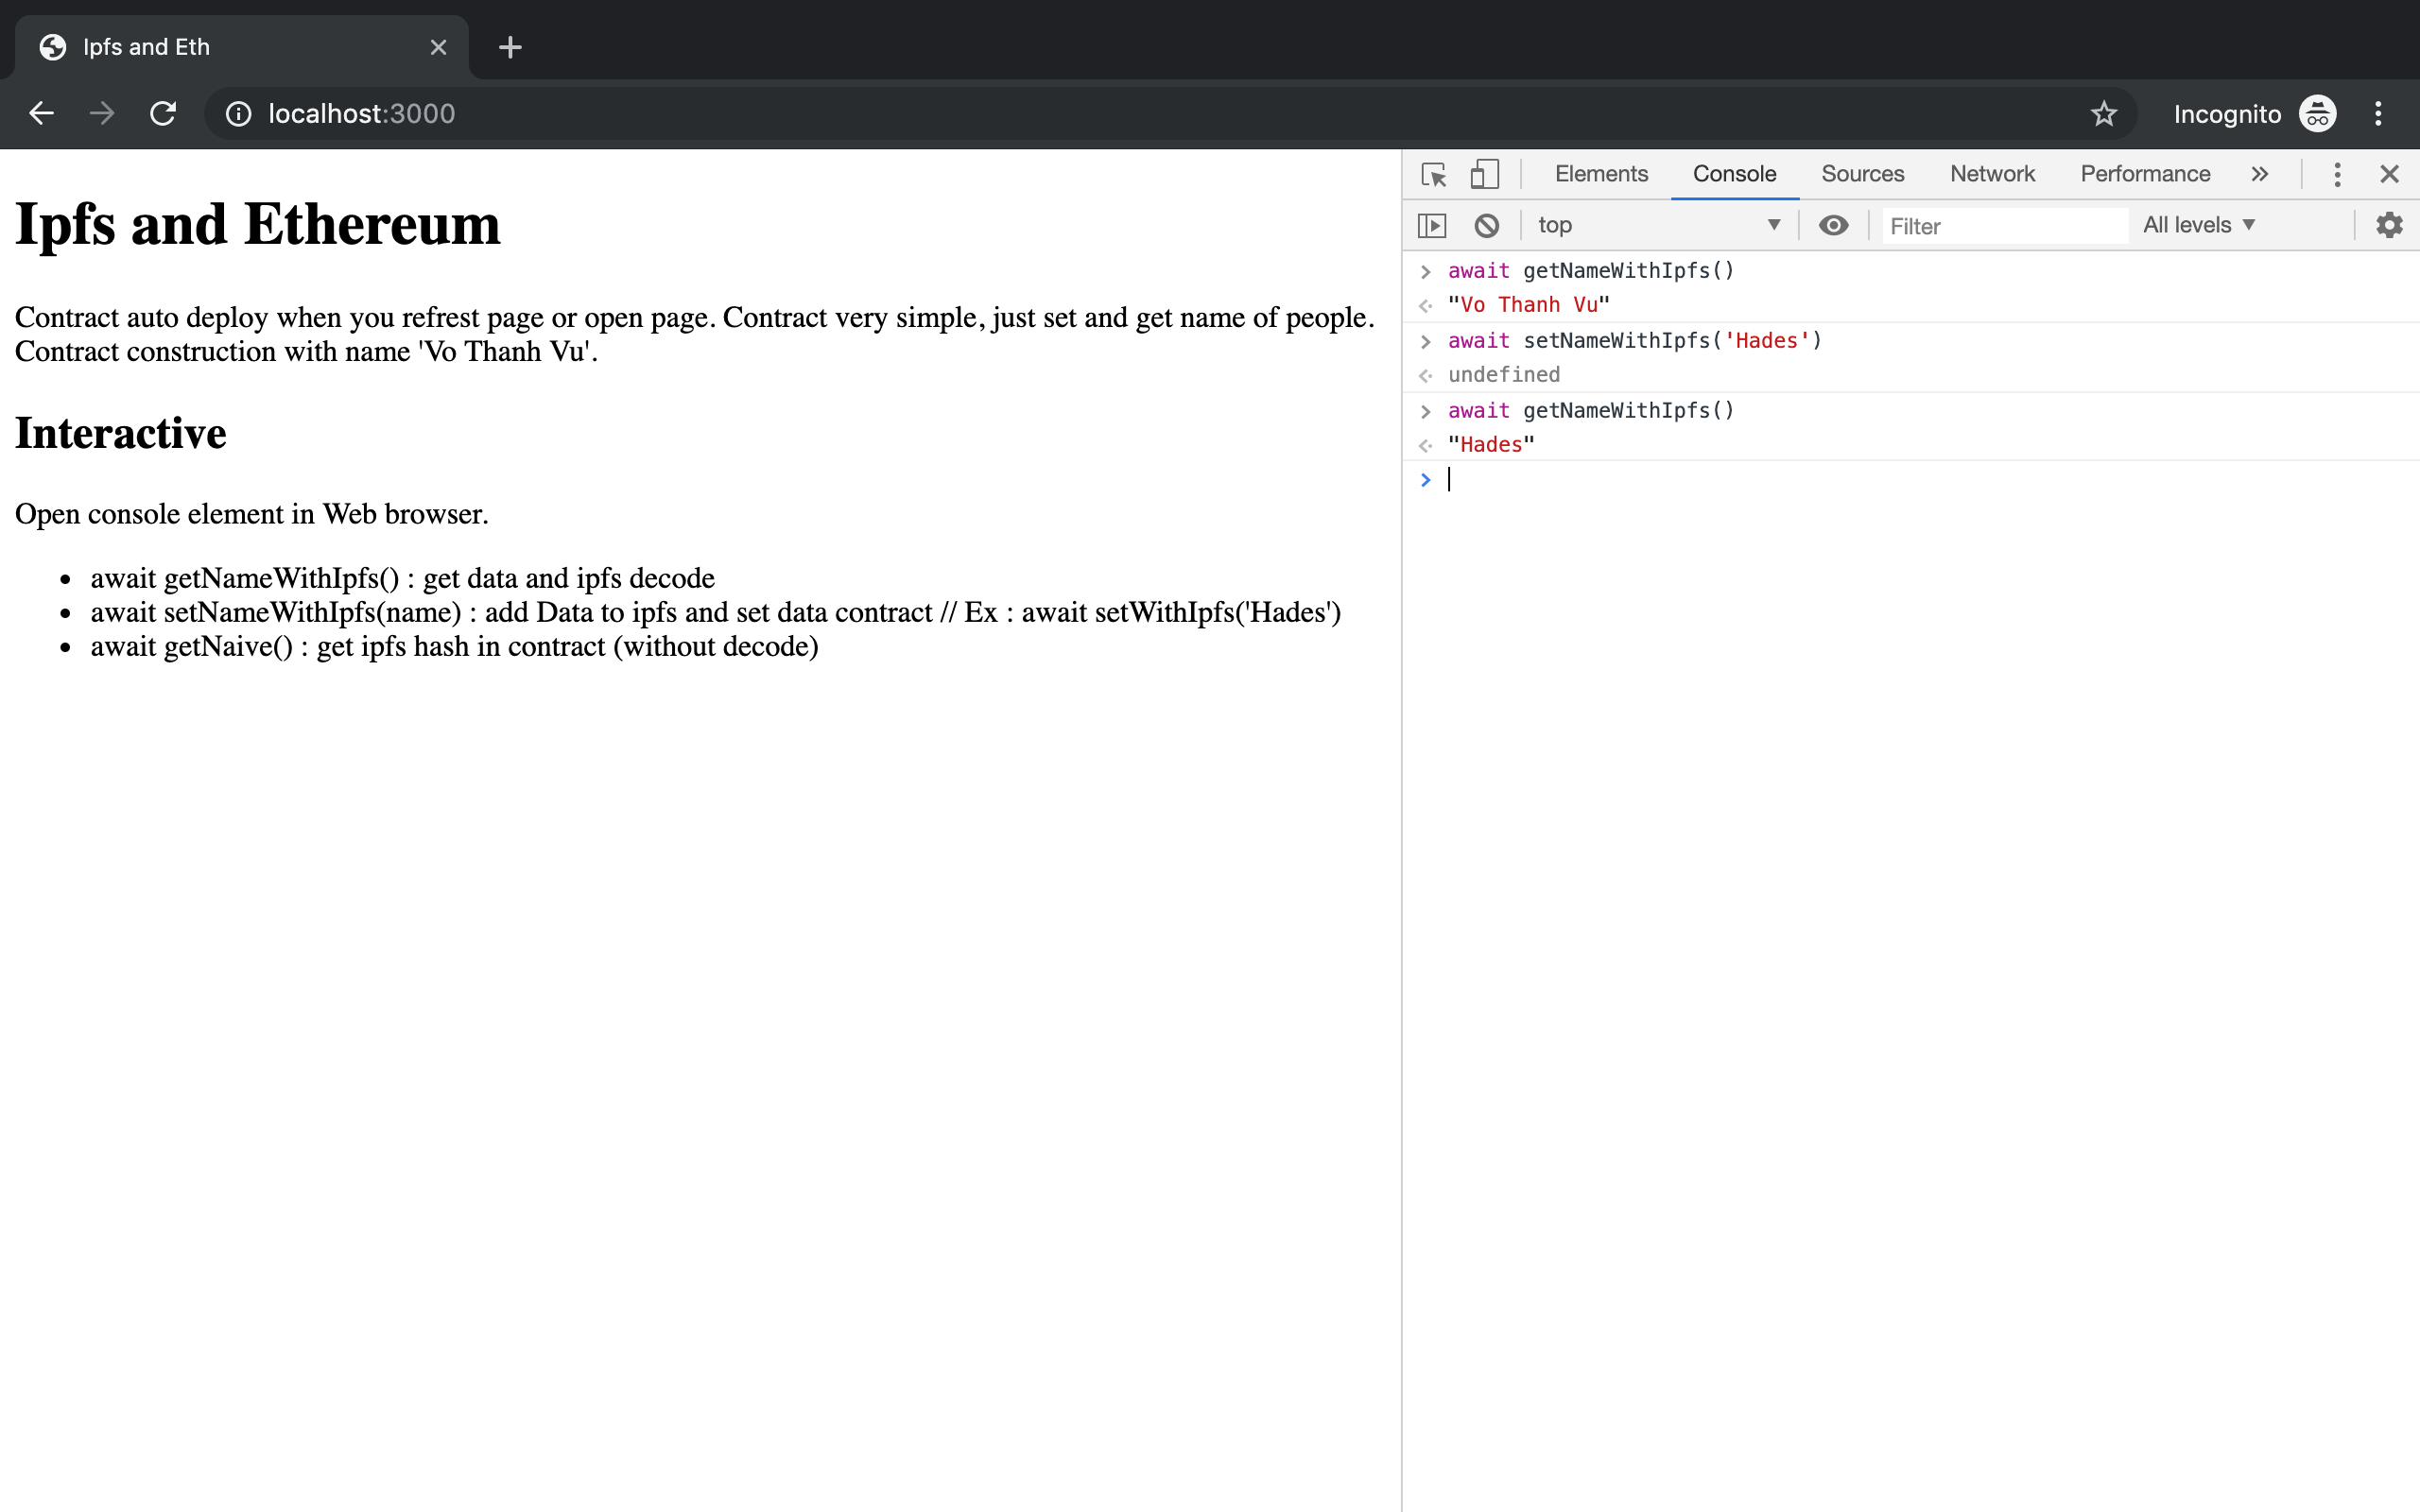 Ipfs and Eth
localhost:3000
Incognito
Ipfs and Ethereum
Contract auto deploy when you refrest page or open page. Contract very simple, just set and get name of people.
Contract construction with name 'Vo Thanh Vu'.
Interactive
Open console element in Web browser.
await getNameWithIpfs() : get data and ipfs decode
await setNameWithIpfs(name) : add Data to ipfs and set data contract // Ex : await setWithIpfs('Hades')
await getNaive() : get ipfs hash in contract (without decode)
Elements Console Sources Network Performance
top Filter All levels
await getNameWithIpfs()
"Vo Thanh Vu"
await setNameWithIpfs('Hades')
undefined
await getNameWithIpfs()
"Hades"